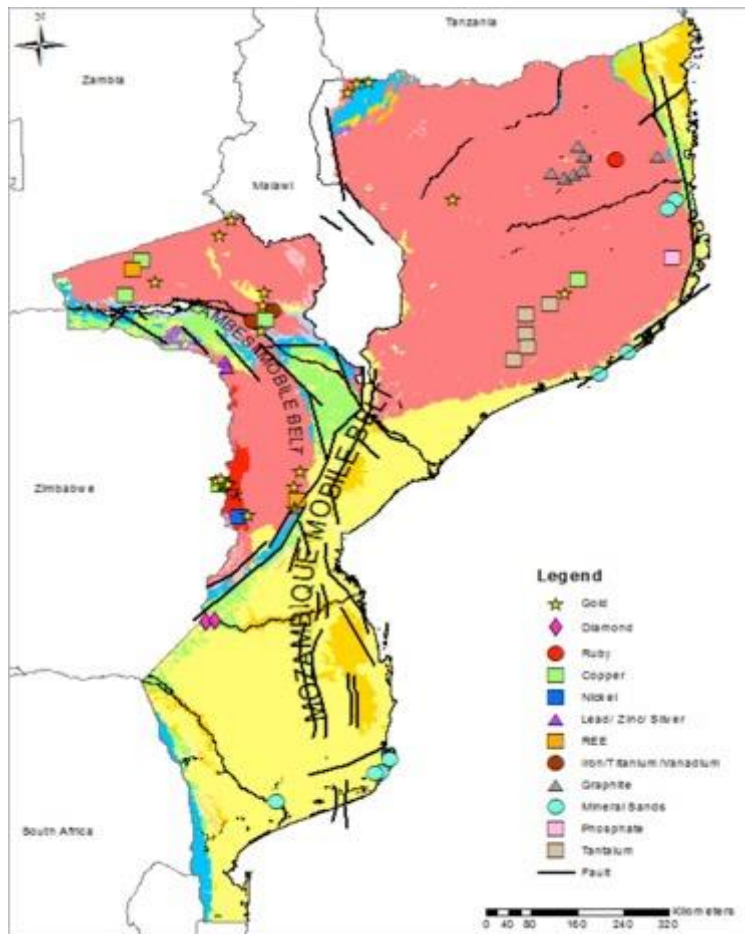 Tanzania
Zambia
Malawi
ZAMBESI MOBILE BELT
Zimbabwe
MOZAMBIQUE MOBILE BELT
South Africa
Legend
Gold
Diamond
Ruby
Copper
Nickel
Lead/ Zinc/ Silver
REE
Iron/Titanium/Vanadium
Graphite
Mineral Sands
Phosphate
Tantalum
Fault
Kilometers
0 40 80 160 240 320